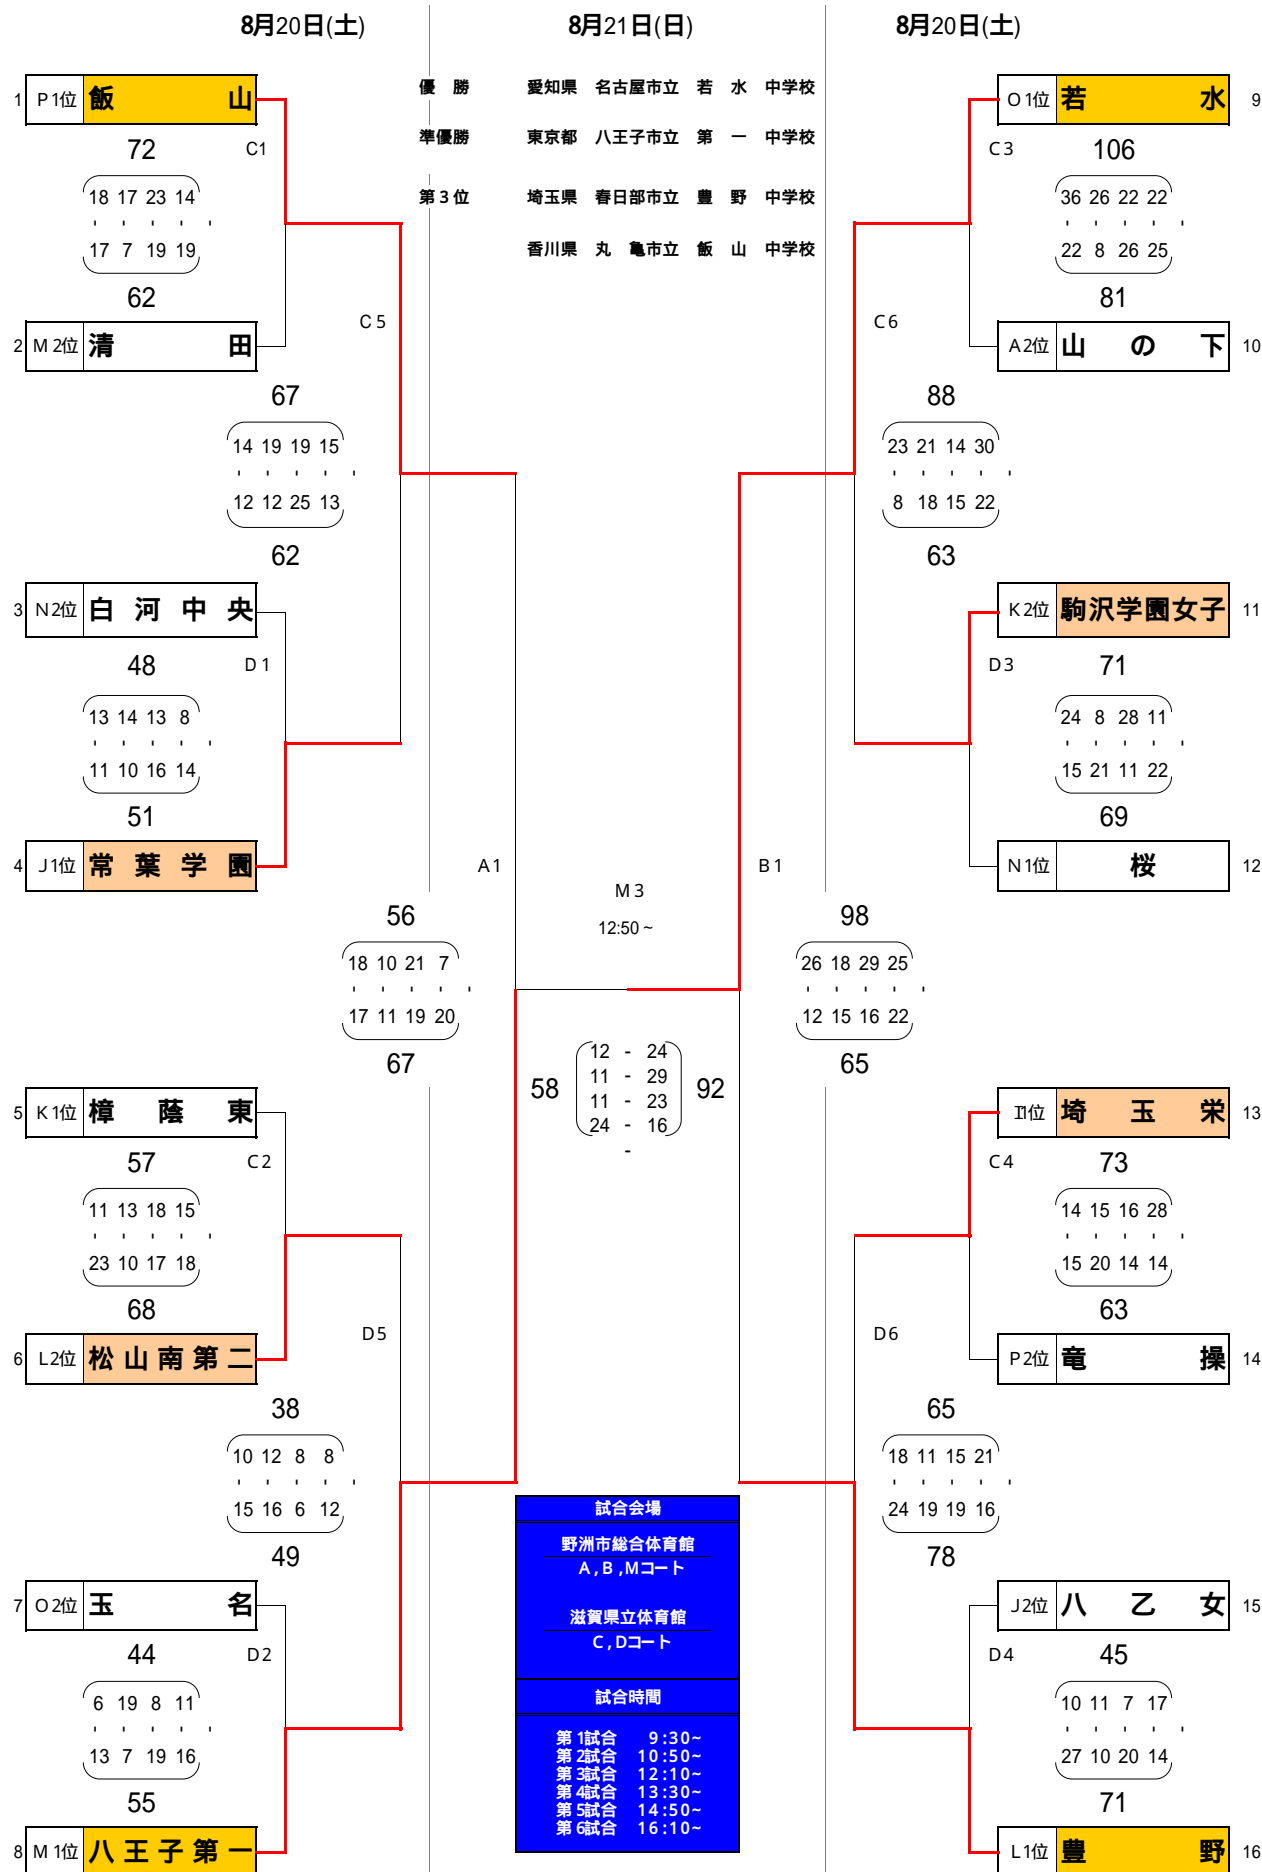 8月20日(土) 8月21日(日) 8月20日(土)
優 勝 愛知県 名古屋市立 若 水 中学校
準優勝 東京都 八王子市立 第 一 中学校
第3位 埼玉県 春日部市立 豊 野 中学校
香川県 丸 亀市立 飯 山 中学校
1 P1位 飯 山
72 C1
18 17 23 14
- - - - -
17 7 19 19
62
2 M2位 清 田
C5
67
14 19 19 15
- - - - -
12 12 25 13
62
3 N2位 白 河 中 央
48 D1
13 14 13 8
- - - - -
11 10 16 14
51
4 J1位 常 葉 学 園
A1
56
18 10 21 7
- - - - -
17 11 19 20
67
5 K1位 樟 蔭 東
57 C2
11 13 18 15
- - - - -
23 10 17 18
68
6 L2位 松 山 南 第 二
D5
38
10 12 8 8
- - - - -
15 16 6 12
49
7 O2位 玉 名
44 D2
6 19 8 11
- - - - -
13 7 19 16
55
8 M1位 八 王 子 第 一
M3
12:50~
58 92
12 - 24
11 - 29
11 - 23
24 - 16
-
試合会場
野洲市総合体育館
A,B,Mコート
滋賀県立体育館
C,Dコート
試合時間
第1試合 9:30~
第2試合 10:50~
第3試合 12:10~
第4試合 13:30~
第5試合 14:50~
第6試合 16:10~
O1位 若 水 9
C3 106
36 26 22 22
- - - - -
22 8 26 25
81
A2位 山 の 下 10
C6
88
23 21 14 30
- - - - -
8 18 15 22
63
K2位 駒沢学園女子 11
D3 71
24 8 28 11
- - - - -
15 21 11 22
69
N1位 桜 12
B1
98
26 18 29 25
- - - - -
12 15 16 22
65
I1位 埼 玉 栄 13
C4 73
14 15 16 28
- - - - -
15 20 14 14
63
P2位 竜 操 14
D6
65
18 11 15 21
- - - - -
24 19 19 16
78
J2位 八 乙 女 15
D4 45
10 11 7 17
- - - - -
27 10 20 14
71
L1位 豊 野 16